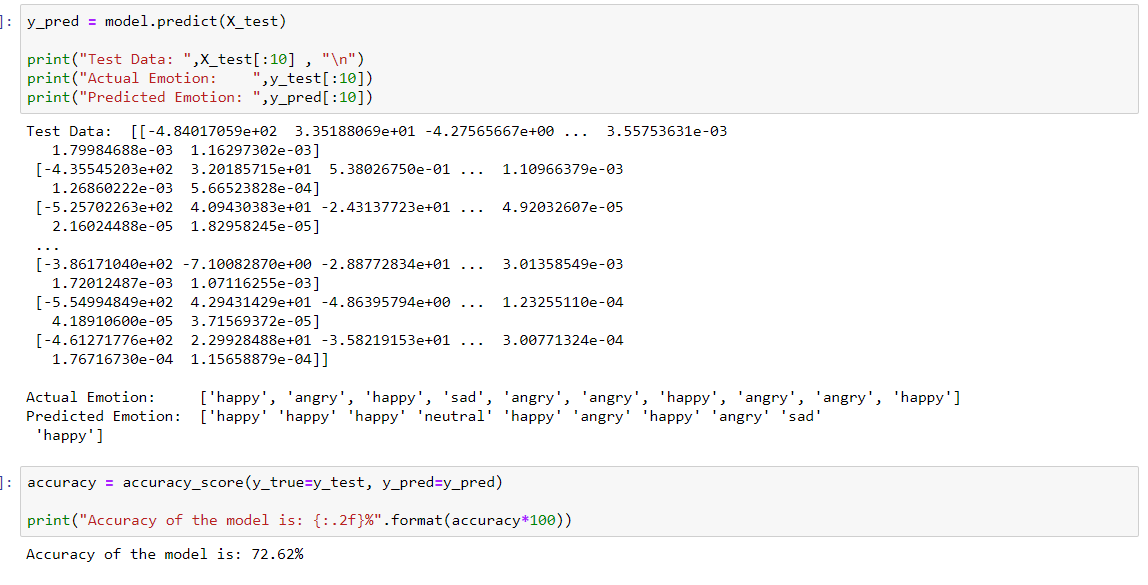 ]: y_pred = model.predict(X_test)
print("Test Data: ",X_test[:10] , "\n")
print("Actual Emotion:    ",y_test[:10])
print("Predicted Emotion: ",y_pred[:10])
Test Data:  [[-4.84017059e+02  3.35188069e+01 -4.27565667e+00 ...  3.55753631e-03
   1.79984688e-03  1.16297302e-03]
 [-4.35545203e+02  3.20185715e+01  5.38026750e-01 ...  1.10966379e-03
   1.26860222e-03  5.66523828e-04]
 [-5.25702263e+02  4.09430383e+01 -2.43137723e+01 ...  4.92032607e-05
   2.16024488e-05  1.82958245e-05]
 ...
 [-3.86171040e+02 -7.10082870e+00 -2.88772834e+01 ...  3.01358549e-03
   1.72012487e-03  1.07116255e-03]
 [-5.54994849e+02  4.29431429e+01 -4.86395794e+00 ...  1.23255110e-04
   4.18910600e-05  3.71569372e-05]
 [-4.61271776e+02  2.29928488e+01 -3.58219153e+01 ...  3.00771324e-04
   1.76716730e-04  1.15658879e-04]]
Actual Emotion:     ['happy', 'angry', 'happy', 'sad', 'angry', 'angry', 'happy', 'angry', 'angry', 'happy']
Predicted Emotion:  ['happy' 'happy' 'happy' 'neutral' 'happy' 'angry' 'happy' 'angry' 'sad'
 'happy']
]: accuracy = accuracy_score(y_true=y_test, y_pred=y_pred)
print("Accuracy of the model is: {:.2f}%".format(accuracy*100))
Accuracy of the model is: 72.62%